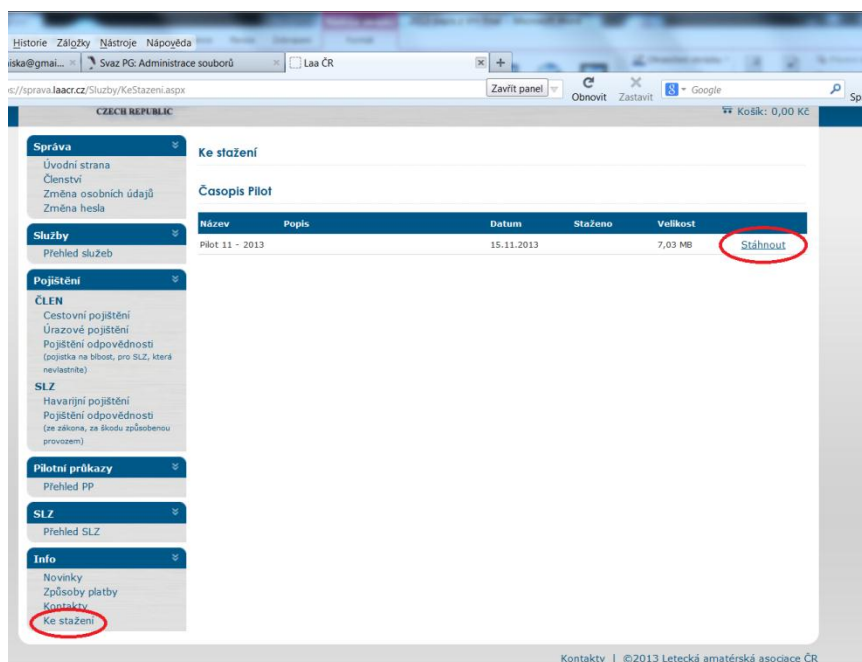 Historie Záložky Nástroje Nápověda
iska@gmai... × Svaz PG: Administrace souborů × Laa ČR × +
s://sprava.laacr.cz/Sluzby/KeStazeni.aspx Zavřít panel Obnovit Zastavit Google Sp
CZECH REPUBLIC Košík: 0,00 Kč
Správa
Úvodní strana
Členství
Změna osobních údajů
Změna hesla
Služby
Přehled služeb
Pojištění
ČLEN
Cestovní pojištění
Úrazové pojištění
Pojištění odpovědnosti
(pojistka na blbost, pro SLZ, která
nevlastníte)
SLZ
Havarijní pojištění
Pojištění odpovědnosti
(ze zákona, za škodu způsobenou
provozem)
Pilotní průkazy
Přehled PP
SLZ
Přehled SLZ
Info
Novinky
Způsoby platby
Kontakty
Ke stažení
Ke stažení
Časopis Pilot
Název Popis Datum Staženo Velikost
Pilot 11 - 2013 15.11.2013 7,03 MB Stáhnout
Kontakty | ©2013 Letecká amatérská asociace ČR